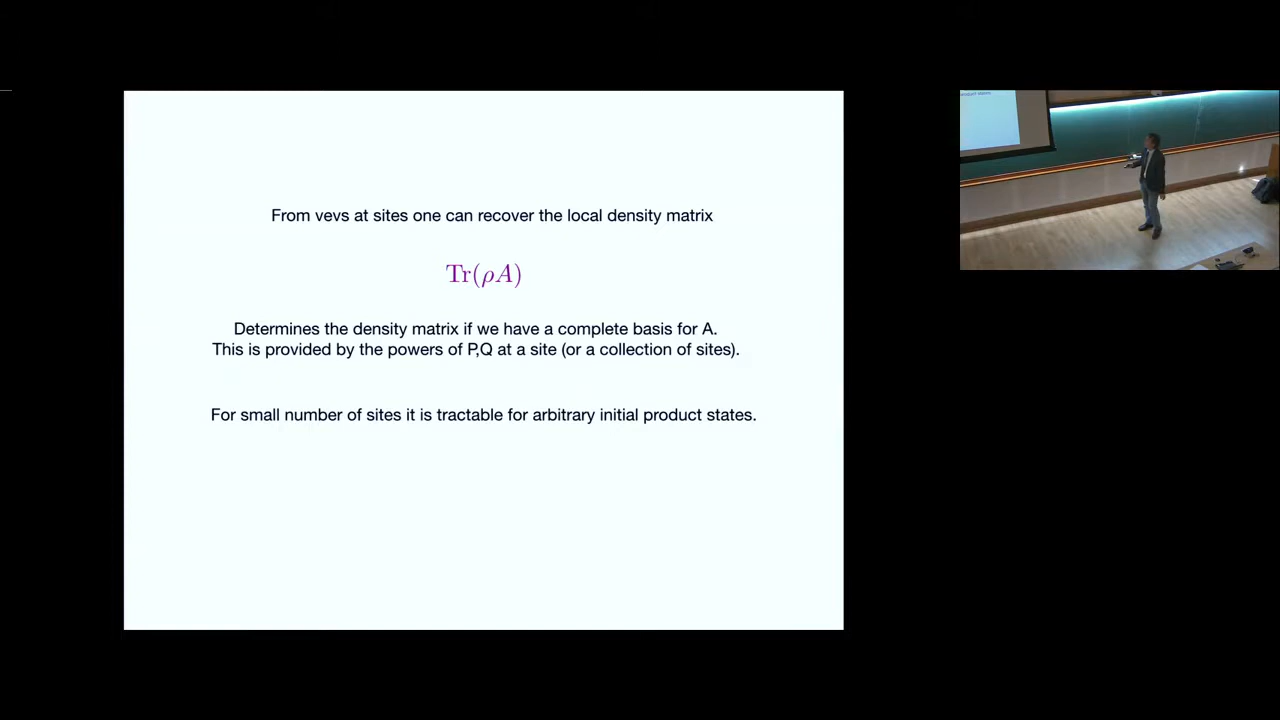 From vevs at sites one can recover the local density matrix
Tr(ρA)
Determines the density matrix if we have a complete basis for A.
This is provided by the powers of P,Q at a site (or a collection of sites).
For small number of sites it is tractable for arbitrary initial product states.